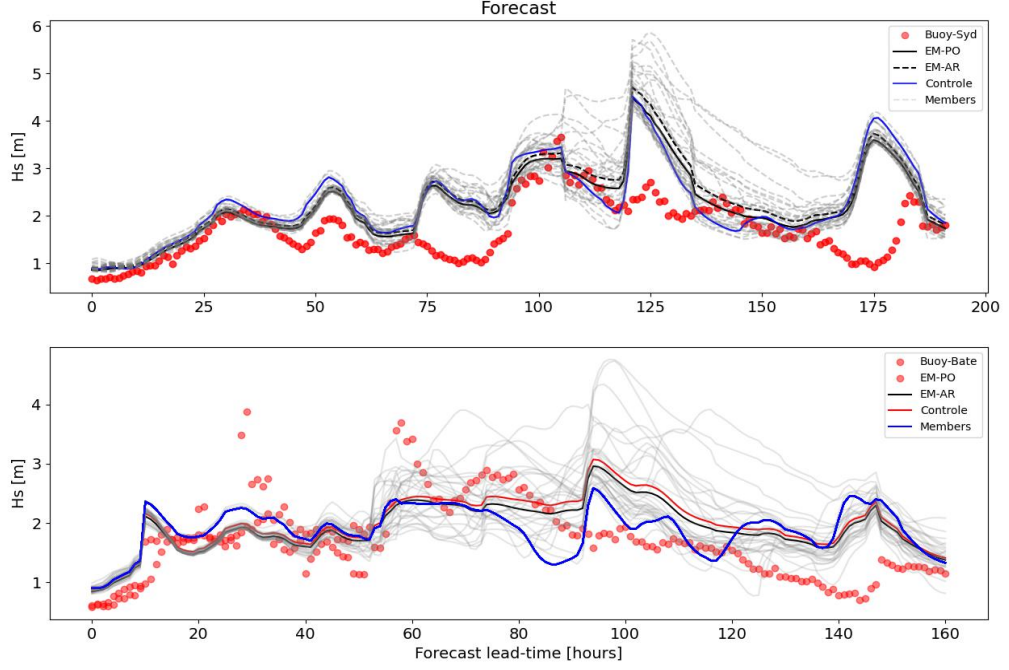 Forecast
Hs [m]
6
5
4
3
2
1
0
25
50
75
100
125
150
175
200
Buoy-Syd
EM-PO
EM-AR
Controle
Members
Hs [m]
4
3
2
1
0
20
40
60
80
100
120
140
160
Buoy-Bate
EM-PO
EM-AR
Controle
Members
Forecast lead-time [hours]